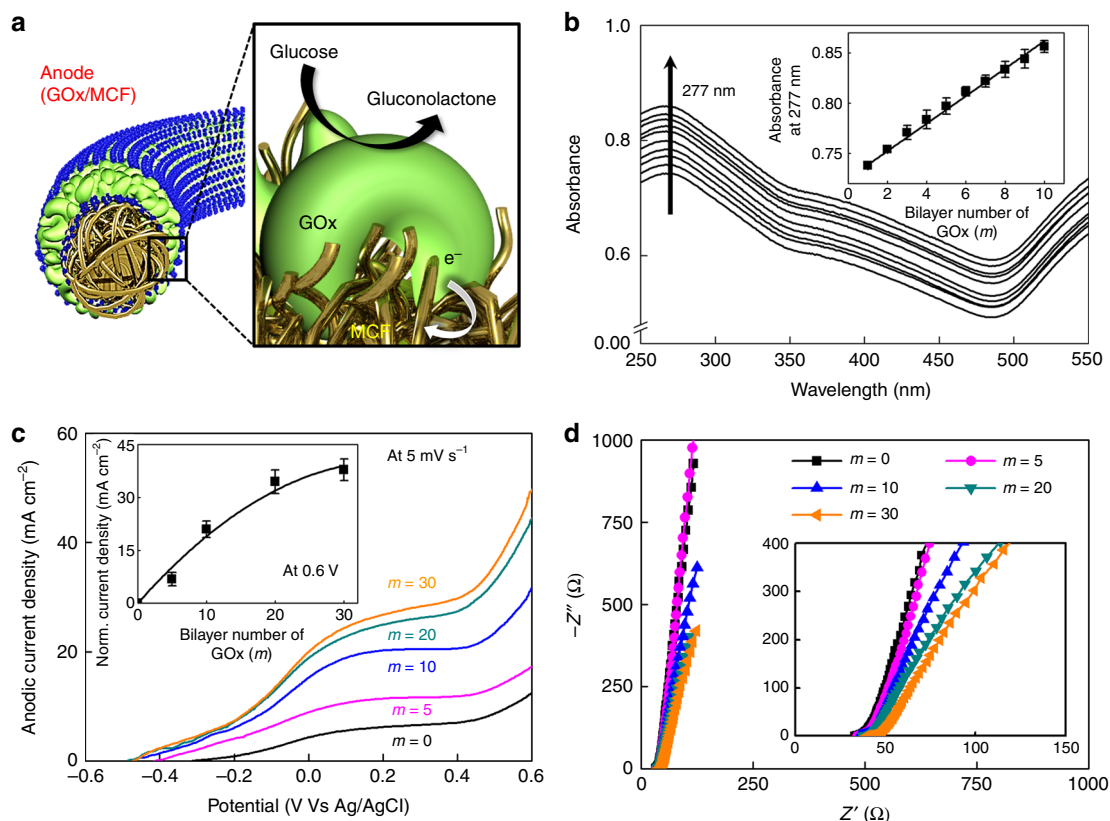 a
Anode
(GOx/MCF)
Glucose
Gluconolactone
GOx
e–
MCF
b
1.0
0.8
0.6
0.00
Absorbance
277 nm
250 300 350 400 450 500 550
Wavelength (nm)
0.85
0.80
0.75
Absorbance
at 277 nm
0 2 4 6 8 10
Bilayer number of
GOx (m)
c
60
40
20
0
Anodic current density (mA cm−2)
−0.6 −0.4 −0.2 0.0 0.2 0.4 0.6
Potential (V Vs Ag/AgCl)
At 5 mV s−1
45
30
15
0
Norm. current density (mA cm−2)
At 0.6 V
0 10 20 30
Bilayer number of
GOx (m)
m = 30
m = 20
m = 10
m = 5
m = 0
d
1000
750
500
250
0
−Z″ (Ω)
m = 0 m = 5
m = 10 m = 20
m = 30
400
300
200
100
0
0 50 100 150
0 250 500 750 1000
Z′ (Ω)